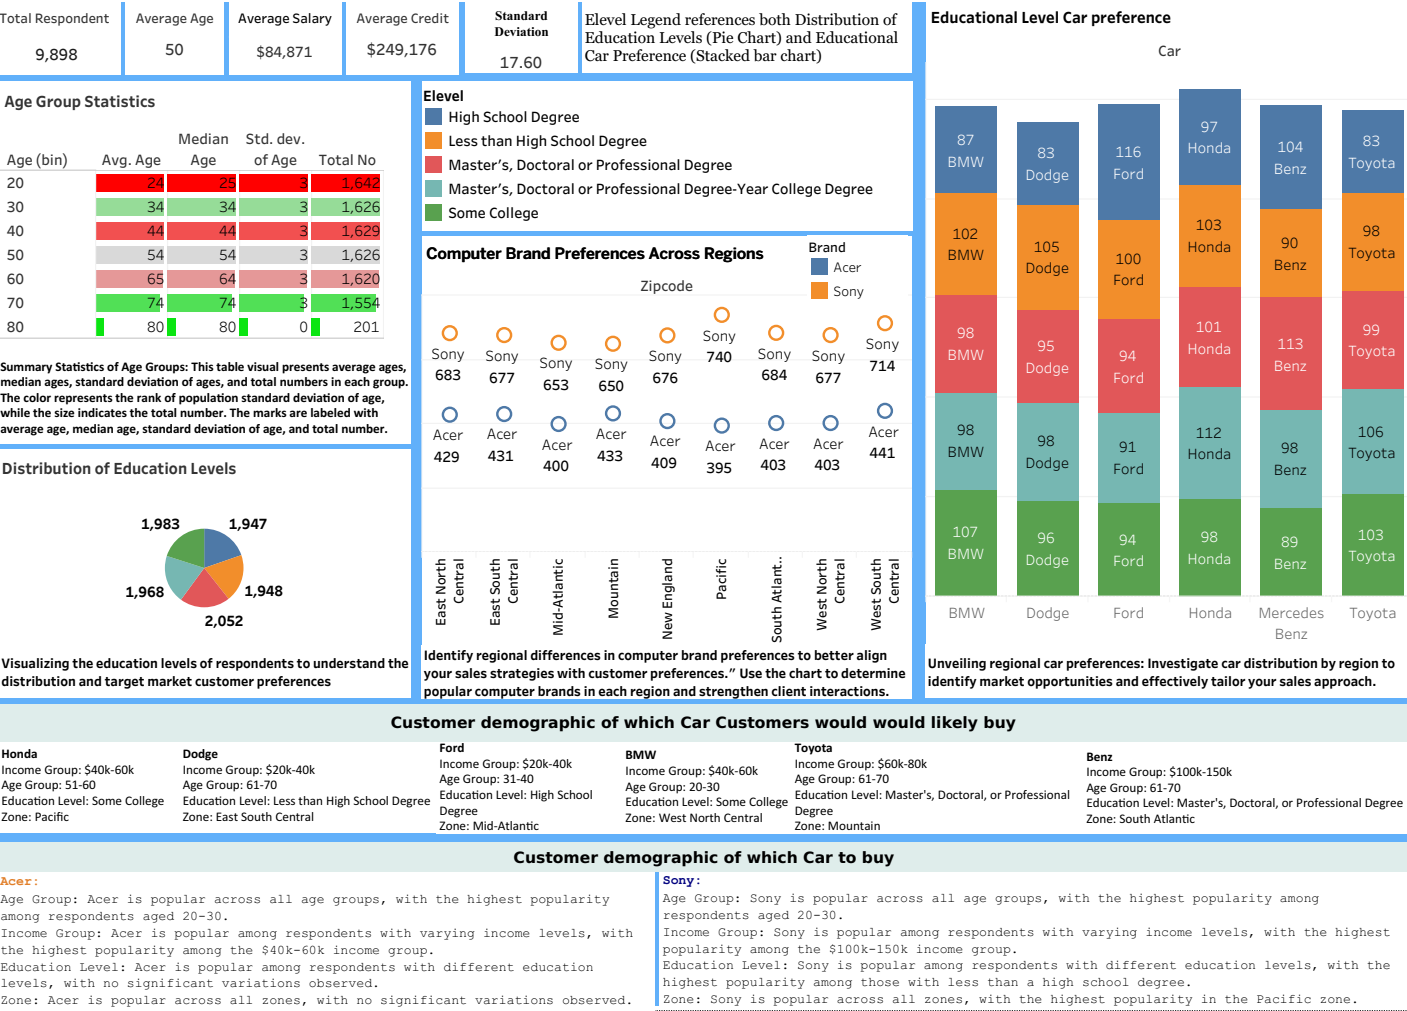 Total Respondent
9,898
Average Age
50
Average Salary
$84,871
Average Credit
$249,176
Standard
Deviation
17.60
Elevel Legend references both Distribution of
Education Levels (Pie Chart) and Educational
Car Preference (Stacked bar chart)
Age Group Statistics
Median Std. dev.
Age (bin) Avg. Age Age of Age Total No
20 24 25 3 1,642
30 34 34 3 1,626
40 44 44 3 1,629
50 54 54 3 1,626
60 65 64 3 1,620
70 74 74 3 1,554
80 80 80 0 201
Summary Statistics of Age Groups: This table visual presents average ages,
median ages, standard deviation of ages, and total numbers in each group.
The color represents the rank of population standard deviation of age,
while the size indicates the total number. The marks are labeled with
average age, median age, standard deviation of age, and total number.
Distribution of Education Levels
1,983 1,947
1,968 1,948
2,052
Visualizing the education levels of respondents to understand the
distribution and target market customer preferences
Elevel
High School Degree
Less than High School Degree
Master's, Doctoral or Professional Degree
Master's, Doctoral or Professional Degree-Year College Degree
Some College
Computer Brand Preferences Across Regions
Brand
Acer
Sony
Zipcode
Sony
683
Sony
677
Sony
653
Sony
650
Sony
676
Sony
740
Sony
684
Sony
677
Sony
714
Acer
429
Acer
431
Acer
400
Acer
433
Acer
409
Acer
395
Acer
403
Acer
403
Acer
441
East North
Central
East South
Central
Mid-Atlantic
Mountain
New England
Pacific
South Atlant..
West North
Central
West South
Central
Identify regional differences in computer brand preferences to better align
your sales strategies with customer preferences.” Use the chart to determine
popular computer brands in each region and strengthen client interactions.
Educational Level Car preference
Car
87
BMW
102
BMW
98
BMW
98
BMW
107
BMW
83
Dodge
105
Dodge
95
Dodge
98
Dodge
96
Dodge
116
Ford
100
Ford
94
Ford
91
Ford
94
Ford
97
Honda
103
Honda
101
Honda
112
Honda
98
Honda
104
Benz
90
Benz
113
Benz
98
Benz
89
Benz
83
Toyota
98
Toyota
99
Toyota
106
Toyota
103
Toyota
BMW Dodge Ford Honda Mercedes Toyota
Benz
Unveiling regional car preferences: Investigate car distribution by region to
identify market opportunities and effectively tailor your sales approach.
Customer demographic of which Car Customers would would likely buy
Honda
Income Group: $40k-60k
Age Group: 51-60
Education Level: Some College
Zone: Pacific
Dodge
Income Group: $20k-40k
Age Group: 61-70
Education Level: Less than High School Degree
Zone: East South Central
Ford
Income Group: $20k-40k
Age Group: 31-40
Education Level: High School
Degree
Zone: Mid-Atlantic
BMW
Income Group: $40k-60k
Age Group: 20-30
Education Level: Some College
Zone: West North Central
Toyota
Income Group: $60k-80k
Age Group: 61-70
Education Level: Master's, Doctoral, or Professional
Degree
Zone: Mountain
Benz
Income Group: $100k-150k
Age Group: 61-70
Education Level: Master's, Doctoral, or Professional Degree
Zone: South Atlantic
Customer demographic of which Car to buy
Acer:
Age Group: Acer is popular across all age groups, with the highest popularity
among respondents aged 20-30.
Income Group: Acer is popular among respondents with varying income levels, with
the highest popularity among the $40k-60k income group.
Education Level: Acer is popular among respondents with different education
levels, with no significant variations observed.
Zone: Acer is popular across all zones, with no significant variations observed.
Sony:
Age Group: Sony is popular across all age groups, with the highest popularity among
respondents aged 20-30.
Income Group: Sony is popular among respondents with varying income levels, with the highest
popularity among the $100k-150k income group.
Education Level: Sony is popular among respondents with different education levels, with the
highest popularity among those with less than a high school degree.
Zone: Sony is popular across all zones, with the highest popularity in the Pacific zone.